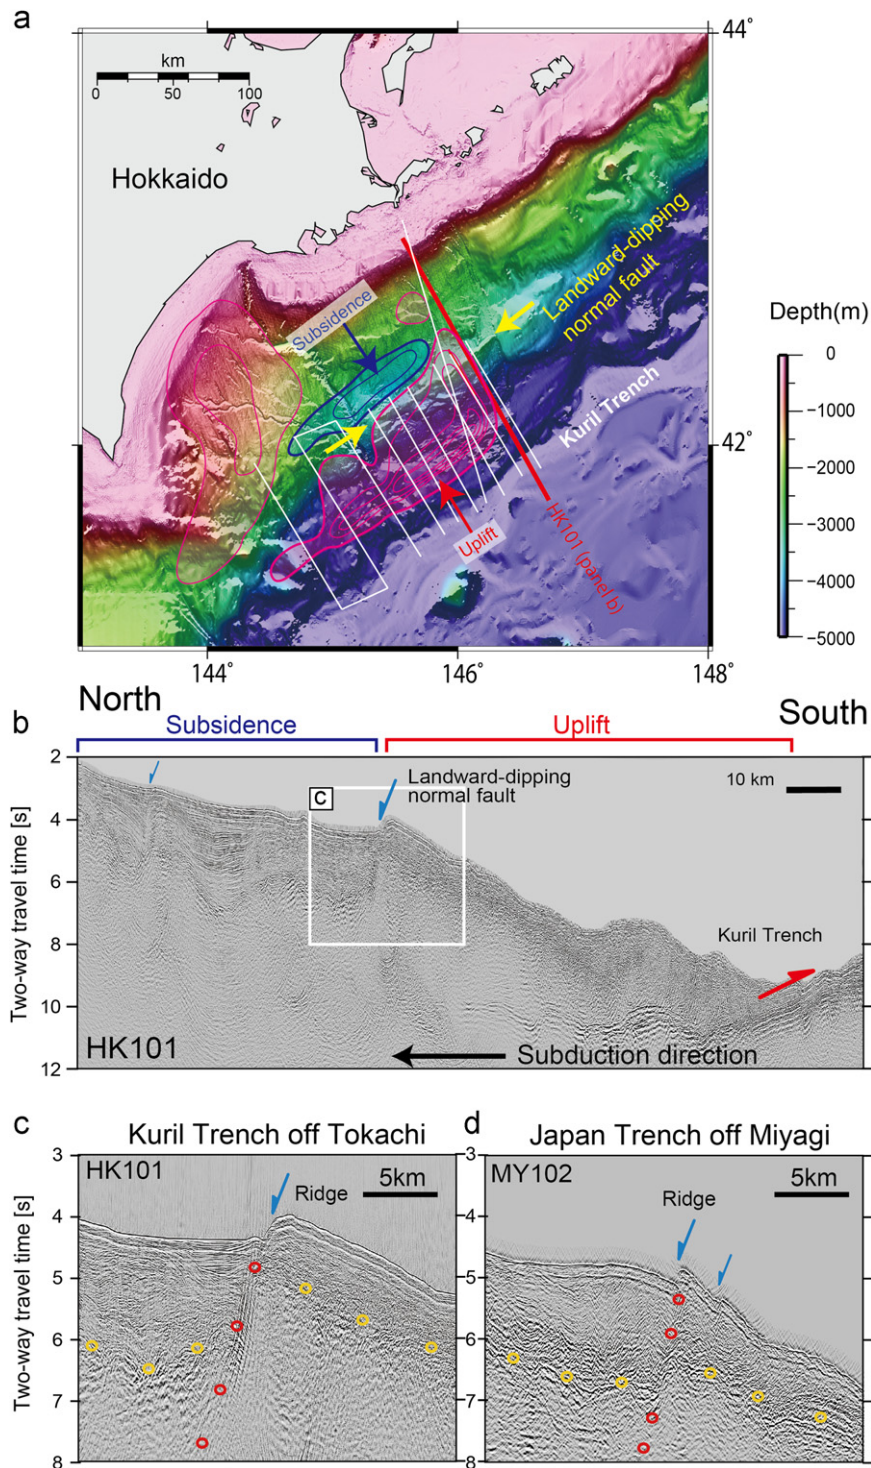 a
44°
km
0
50
100
Hokkaido
Subsidence
Landward-dipping
normal fault
Kuril Trench
Depth(m)
0
−1000
−2000
−3000
−4000
−5000
42°
Uplift
HK101 (panel b)
144°
146°
148°
North
South
b
Subsidence
Uplift
2
4
6
8
10
12
Two-way travel time [s]
C
Landward-dipping
normal fault
10 km
Kuril Trench
HK101
Subduction direction
c
Kuril Trench off Tokachi
HK101
Ridge
5km
3
4
5
6
7
8
Two-way travel time [s]
d
Japan Trench off Miyagi
MY102
Ridge
5km
3
4
5
6
7
8